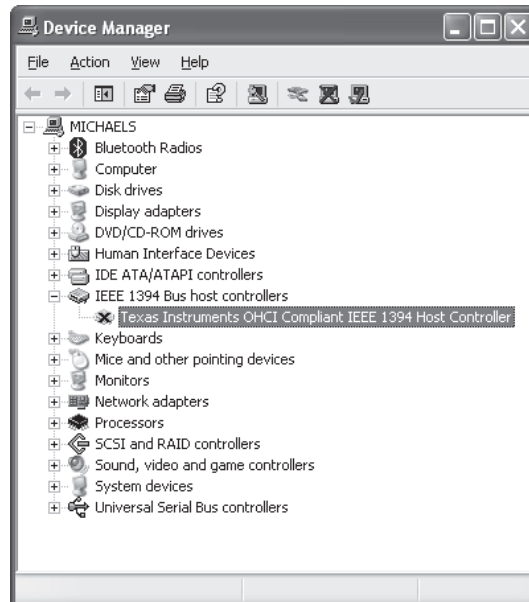 Device Manager
File Action View Help
MICHAELS
Bluetooth Radios
Computer
Disk drives
Display adapters
DVD/CD-ROM drives
Human Interface Devices
IDE ATA/ATAPI controllers
IEEE 1394 Bus host controllers
Texas Instruments OHCI Compliant IEEE 1394 Host Controller
Keyboards
Mice and other pointing devices
Monitors
Network adapters
Processors
SCSI and RAID controllers
Sound, video and game controllers
System devices
Universal Serial Bus controllers